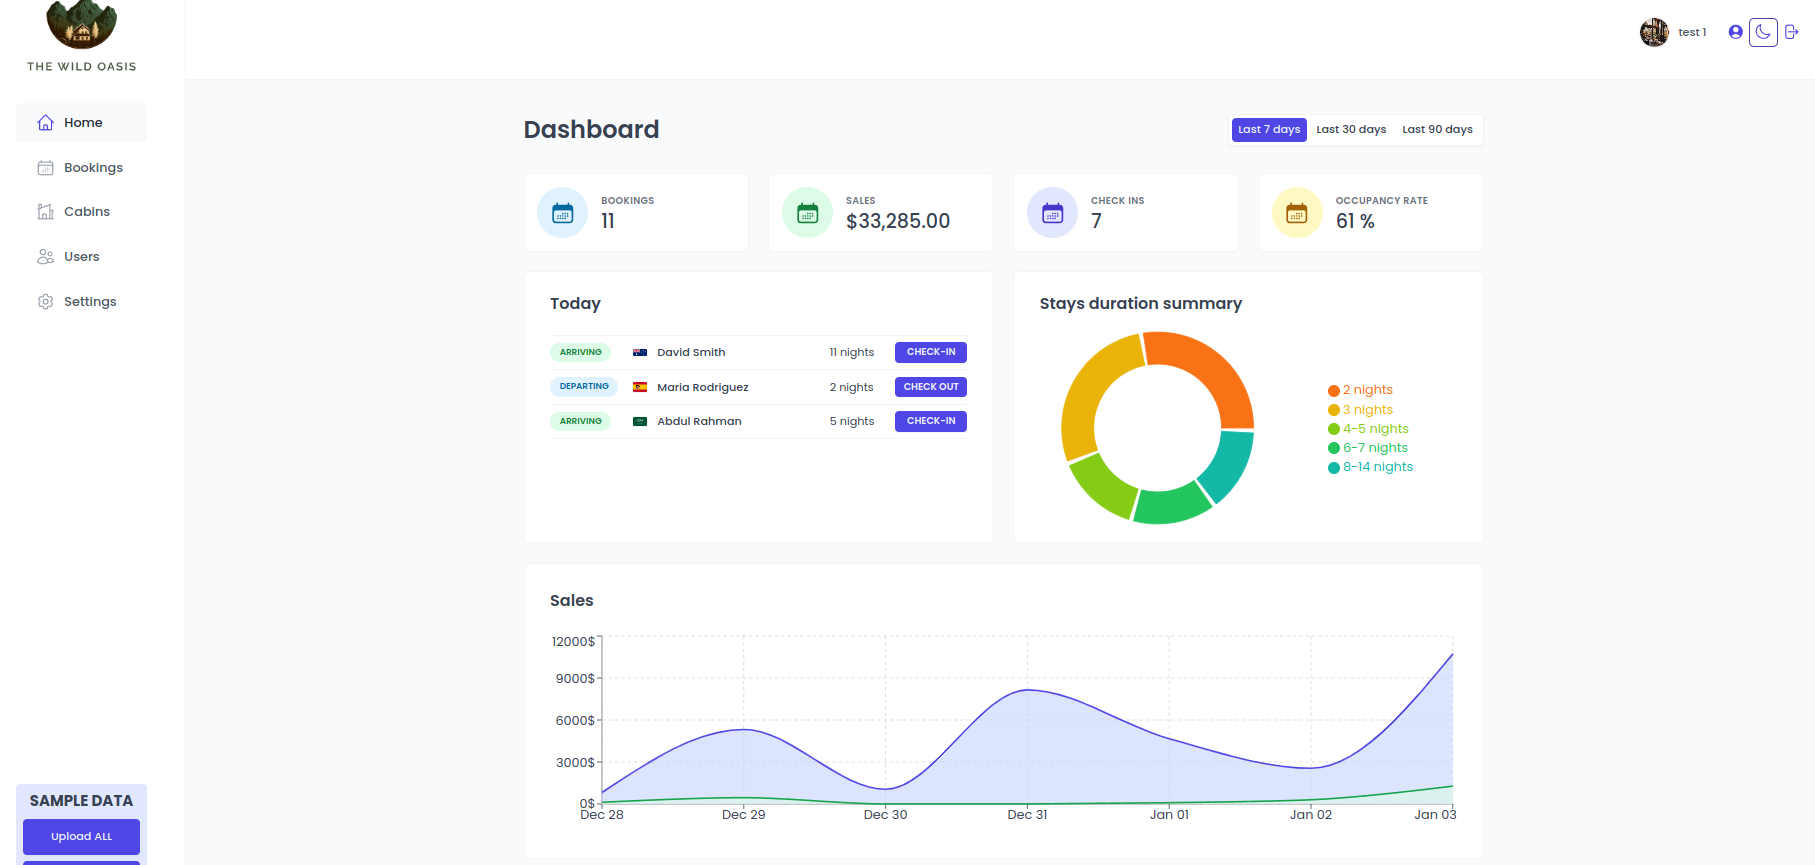 THE WILD OASIS
test 1
Home
Bookings
Cabins
Users
Settings
SAMPLE DATA
Upload ALL
Dashboard
Last 7 days Last 30 days Last 90 days
BOOKINGS
11
SALES
$33,285.00
CHECK INS
7
OCCUPANCY RATE
61 %
Today
ARRIVING David Smith 11 nights CHECK-IN
DEPARTING Maria Rodriguez 2 nights CHECK OUT
ARRIVING Abdul Rahman 5 nights CHECK-IN
Stays duration summary
2 nights
3 nights
4-5 nights
6-7 nights
8-14 nights
Sales
12000$
9000$
6000$
3000$
0$
Dec 28 Dec 29 Dec 30 Dec 31 Jan 01 Jan 02 Jan 03